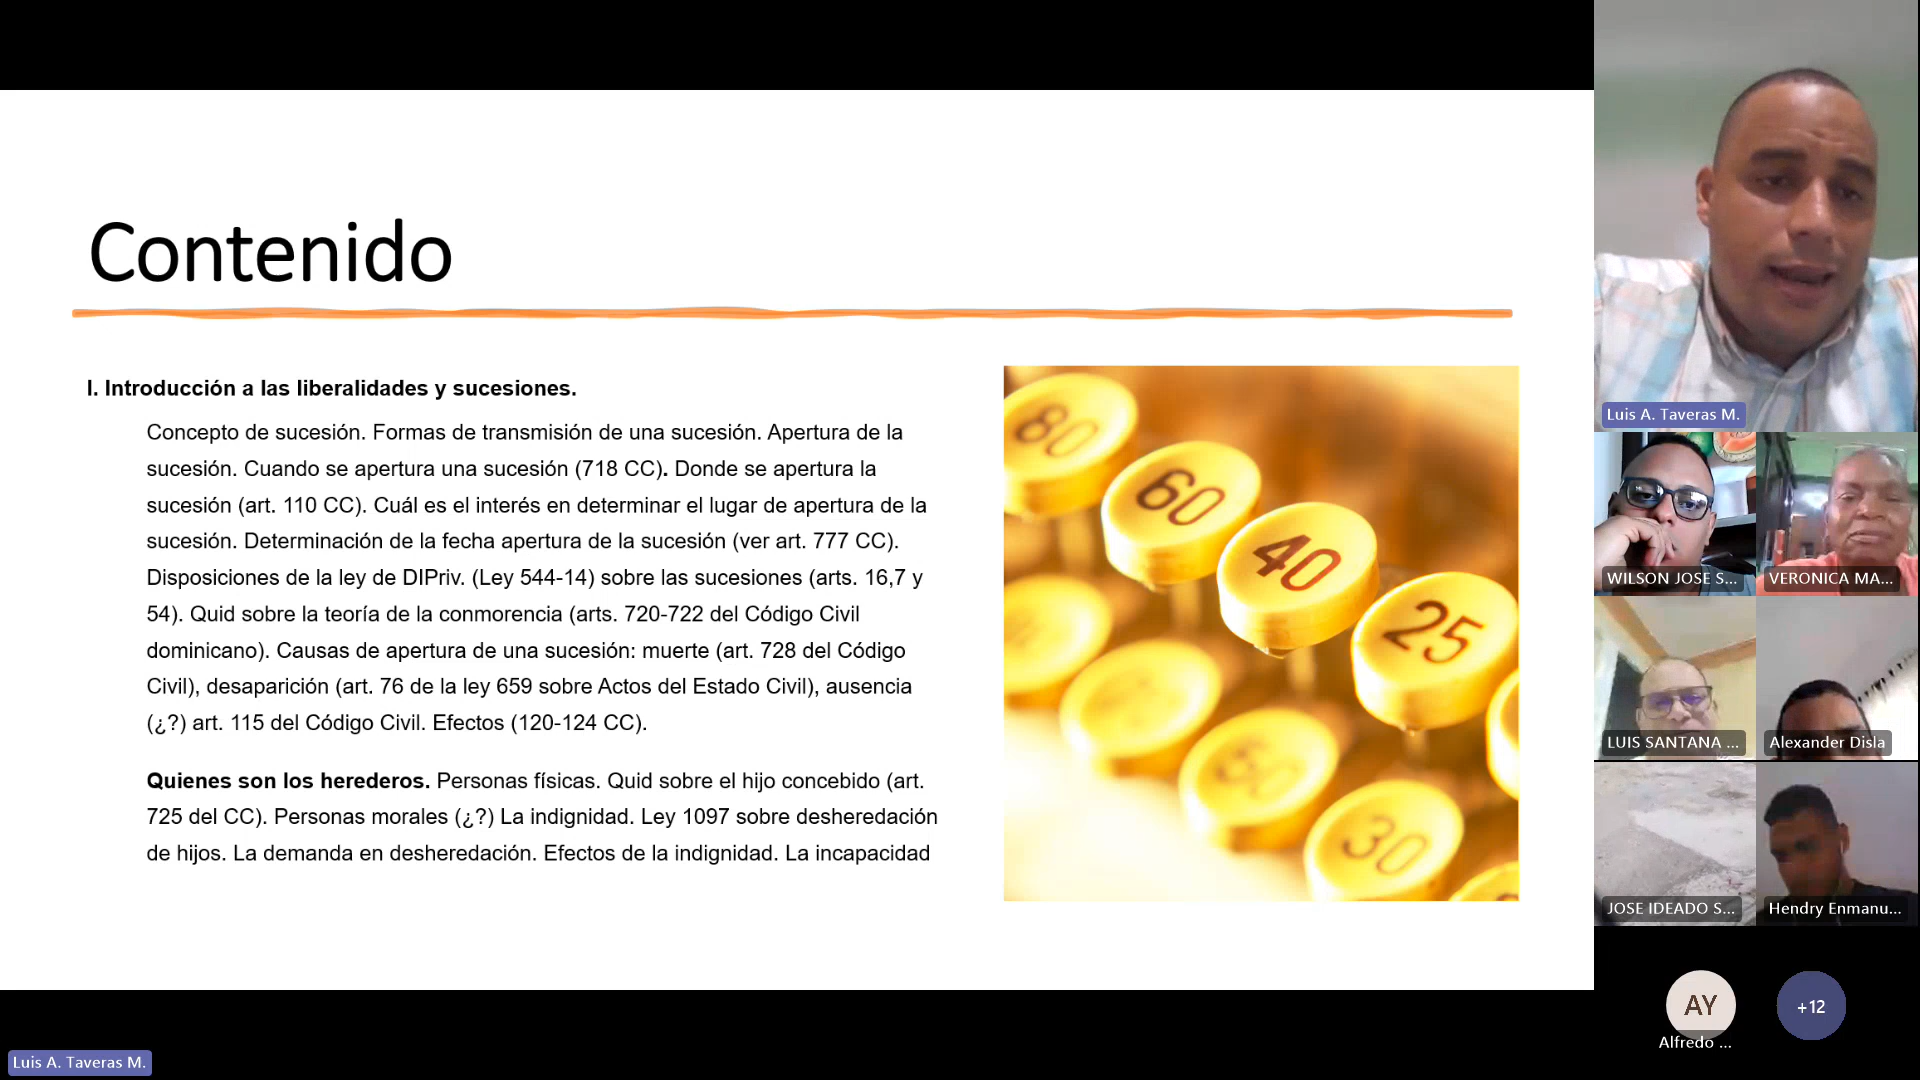 Contenido
I. Introducción a las liberalidades y sucesiones.
Concepto de sucesión. Formas de transmisión de una sucesión. Apertura de la
sucesión. Cuando se apertura una sucesión (718 CC). Donde se apertura la
sucesión (art. 110 CC). Cuál es el interés en determinar el lugar de apertura de la
sucesión. Determinación de la fecha apertura de la sucesión (ver art. 777 CC).
Disposiciones de la ley de DIPriv. (Ley 544-14) sobre las sucesiones (arts. 16,7 y
54). Quid sobre la teoría de la conmorencia (arts. 720-722 del Código Civil
dominicano). Causas de apertura de una sucesión: muerte (art. 728 del Código
Civil), desaparición (art. 76 de la ley 659 sobre Actos del Estado Civil), ausencia
(¿?) art. 115 del Código Civil. Efectos (120-124 CC).
Quienes son los herederos. Personas físicas. Quid sobre el hijo concebido (art.
725 del CC). Personas morales (¿?) La indignidad. Ley 1097 sobre desheredación
de hijos. La demanda en desheredación. Efectos de la indignidad. La incapacidad
80
60
40
25
30
Luis A. Taveras M.
WILSON JOSE S...
VERONICA MA...
LUIS SANTANA ...
Alexander Disla
JOSE IDEADO S...
Hendry Enmanu...
AY
+12
Alfredo ...
Luis A. Taveras M.